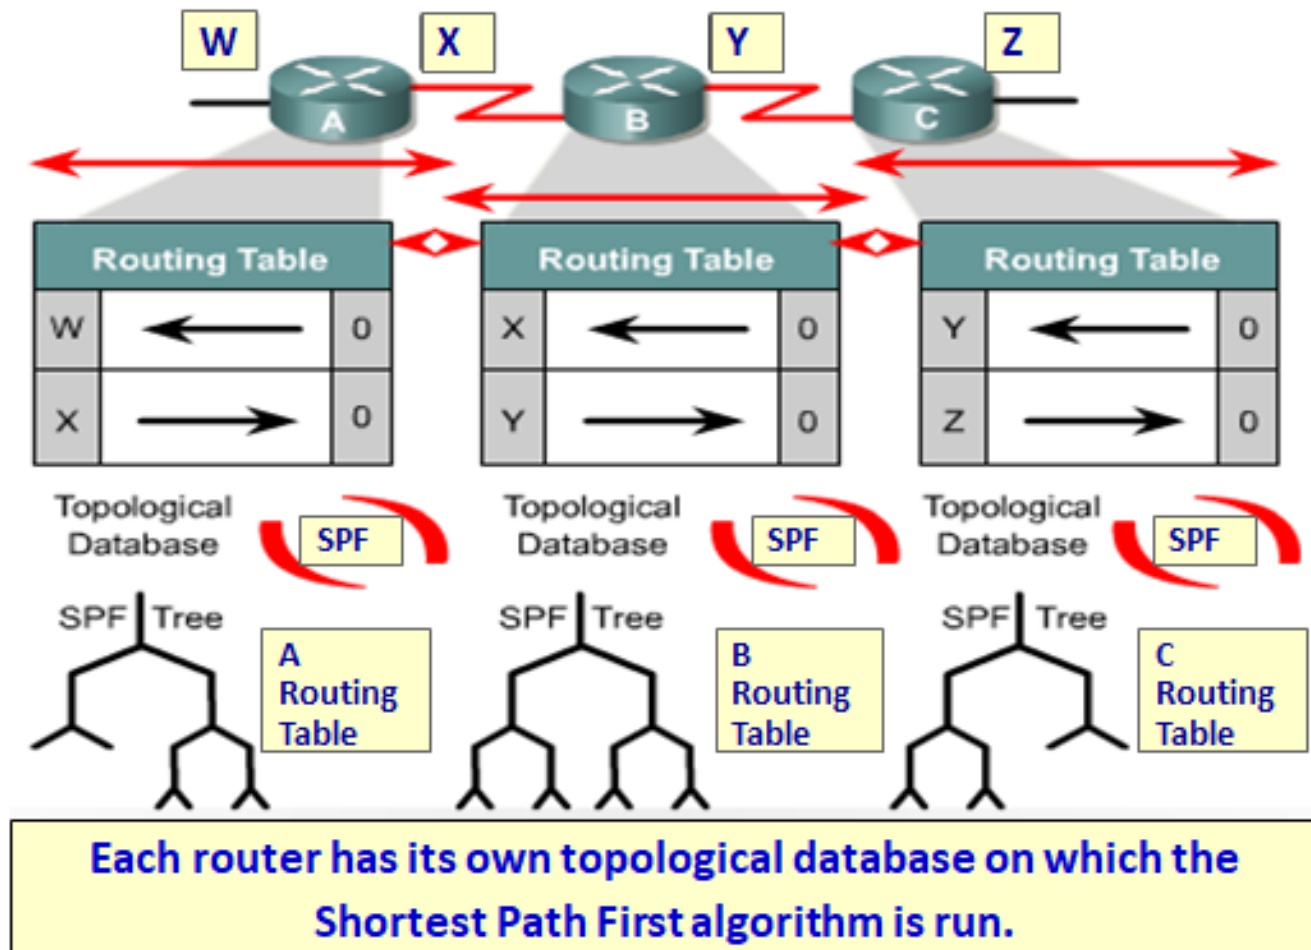 W X Y Z
A B C
Routing Table Routing Table Routing Table
W 0 X 0 Y 0
X 0 Y 0 Z 0
Topological Database SPF Topological Database SPF Topological Database SPF
SPF Tree SPF Tree SPF Tree
A Routing Table
B Routing Table
C Routing Table
Each router has its own topological database on which the
Shortest Path First algorithm is run.